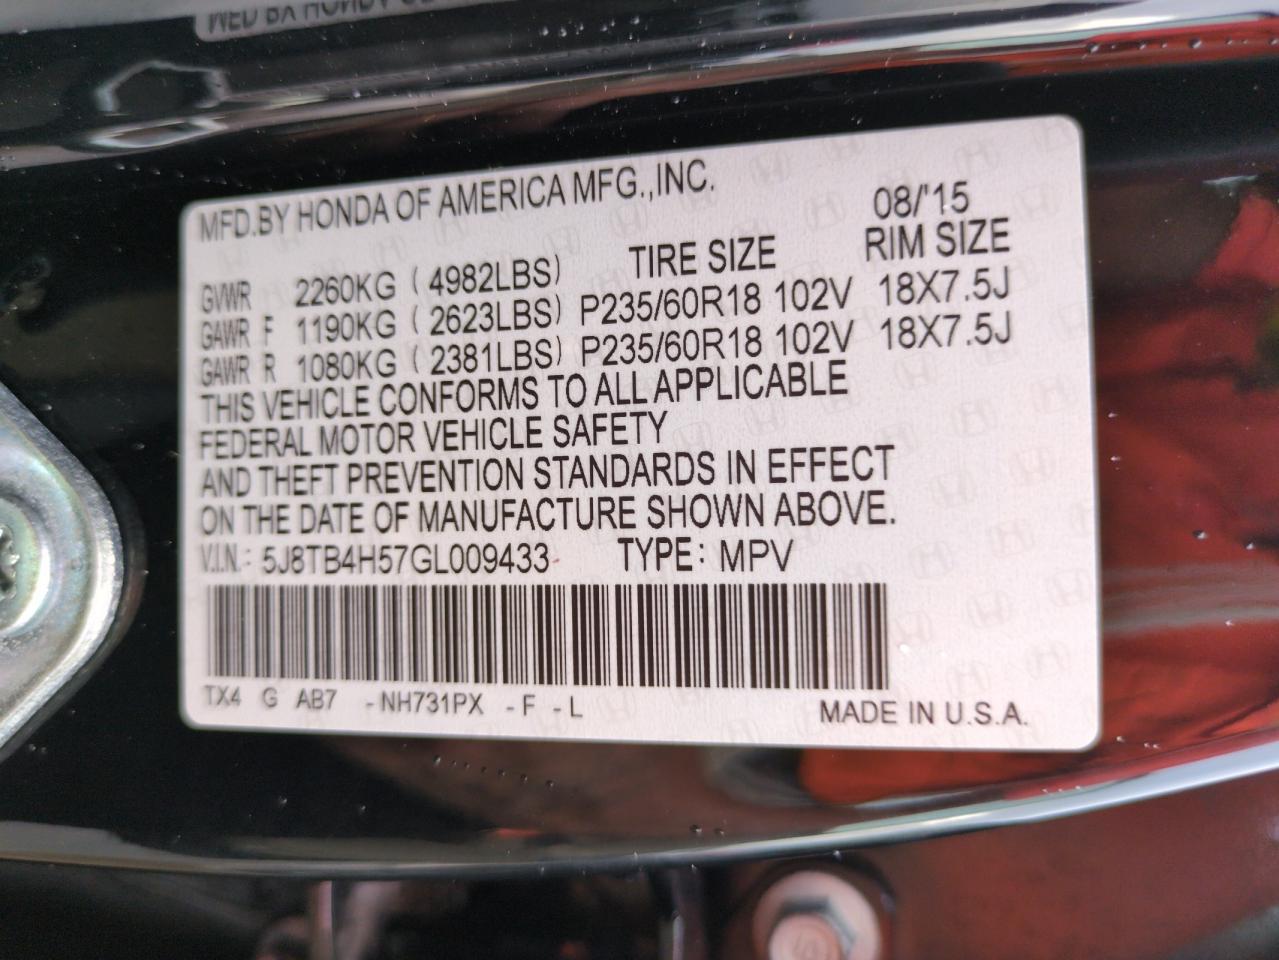 MFD.BY HONDA OF AMERICA MFG.,INC. 08/'15
TIRE SIZE RIM SIZE
GVWR 2260KG (4982LBS)
GAWR F 1190KG (2623LBS) P235/60R18 102V 18X7.5J
GAWR R 1080KG (2381LBS) P235/60R18 102V 18X7.5J
THIS VEHICLE CONFORMS TO ALL APPLICABLE
FEDERAL MOTOR VEHICLE SAFETY
AND THEFT PREVENTION STANDARDS IN EFFECT
ON THE DATE OF MANUFACTURE SHOWN ABOVE.
V.I.N.: 5J8TB4H57GL009433 TYPE: MPV
TX4 G AB7 -NH731PX -F -L MADE IN U.S.A.